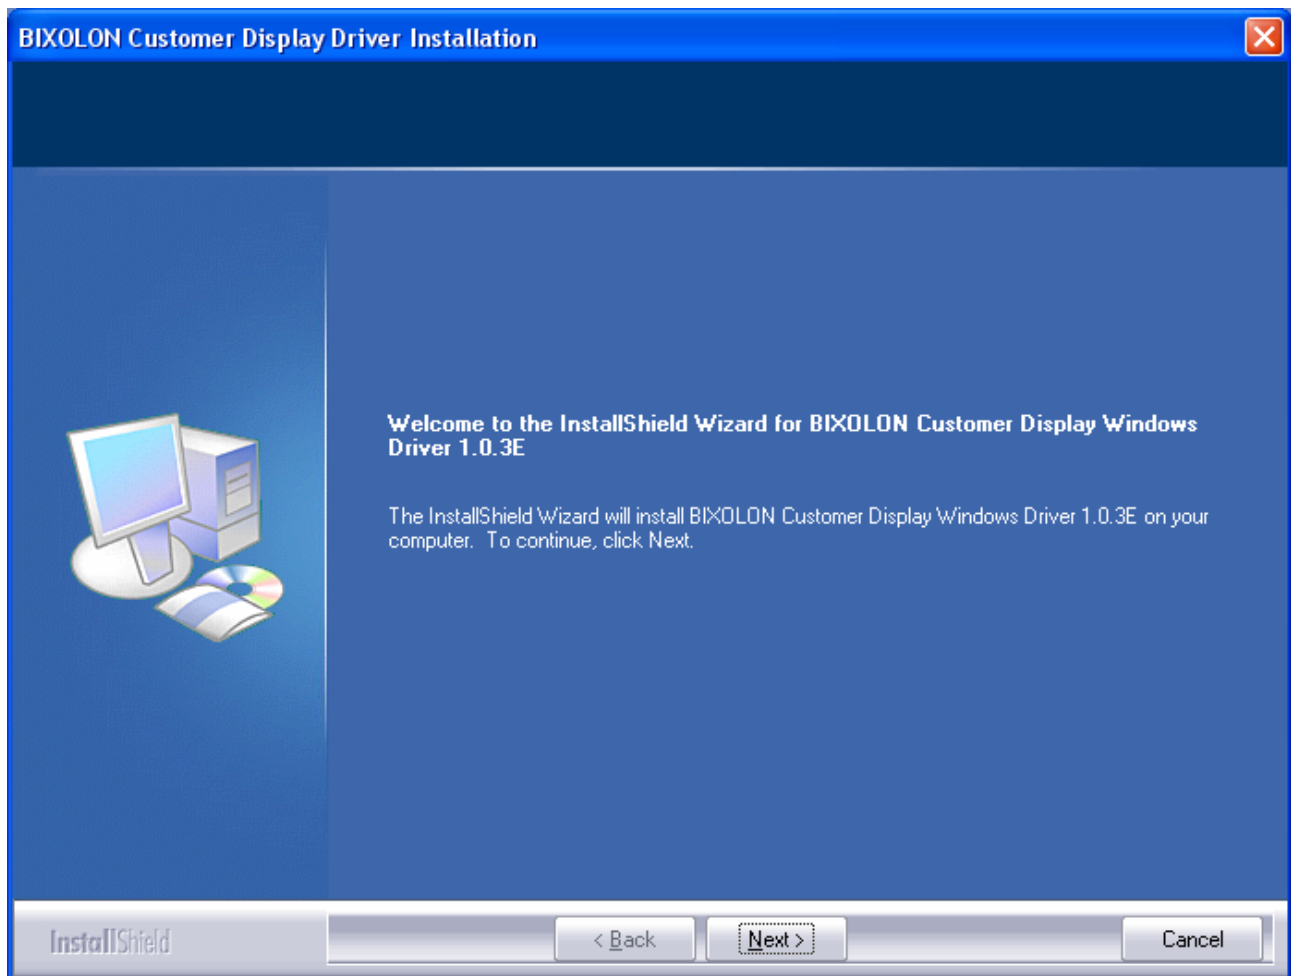 BIXOLON Customer Display Driver Installation
Welcome to the InstallShield Wizard for BIXOLON Customer Display Windows
Driver 1.0.3E
The InstallShield Wizard will install BIXOLON Customer Display Windows Driver 1.0.3E on your
computer.  To continue, click Next.
InstallShield
< Back
Next >
Cancel